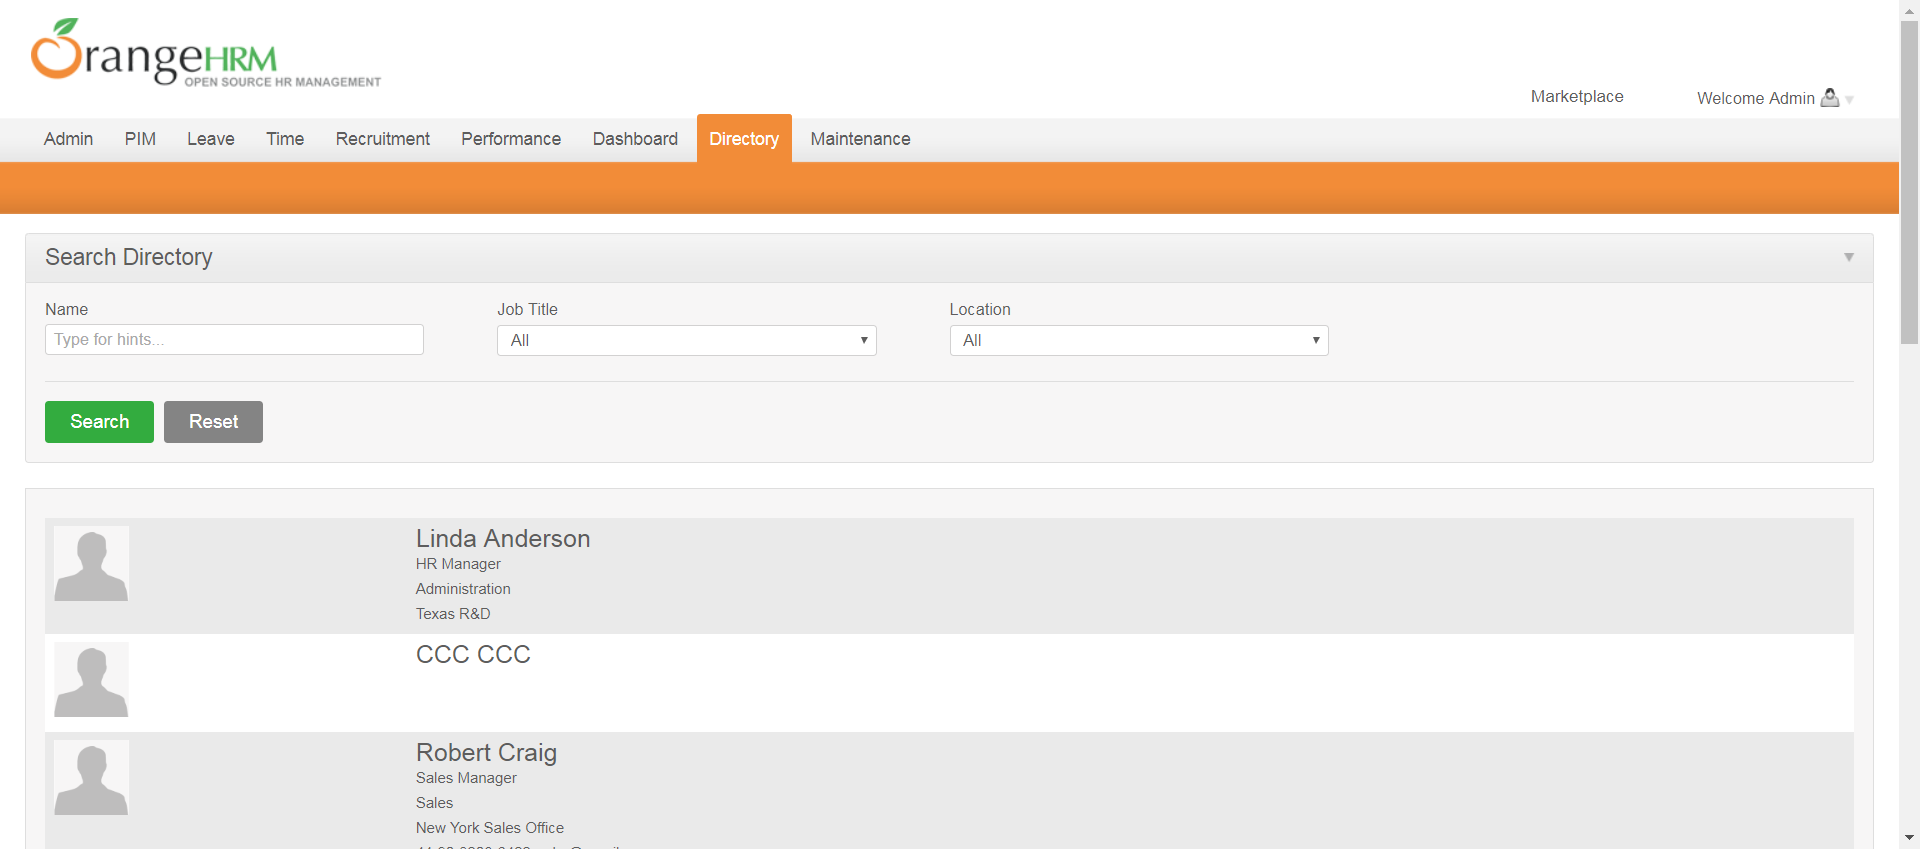 OrangeHRM
OPEN SOURCE HR MANAGEMENT
Marketplace
Welcome Admin
Admin PIM Leave Time Recruitment Performance Dashboard Directory Maintenance
Search Directory
Name Job Title Location
Type for hints... All All
Search Reset
Linda Anderson
HR Manager
Administration
Texas R&D
CCC CCC
Robert Craig
Sales Manager
Sales
New York Sales Office